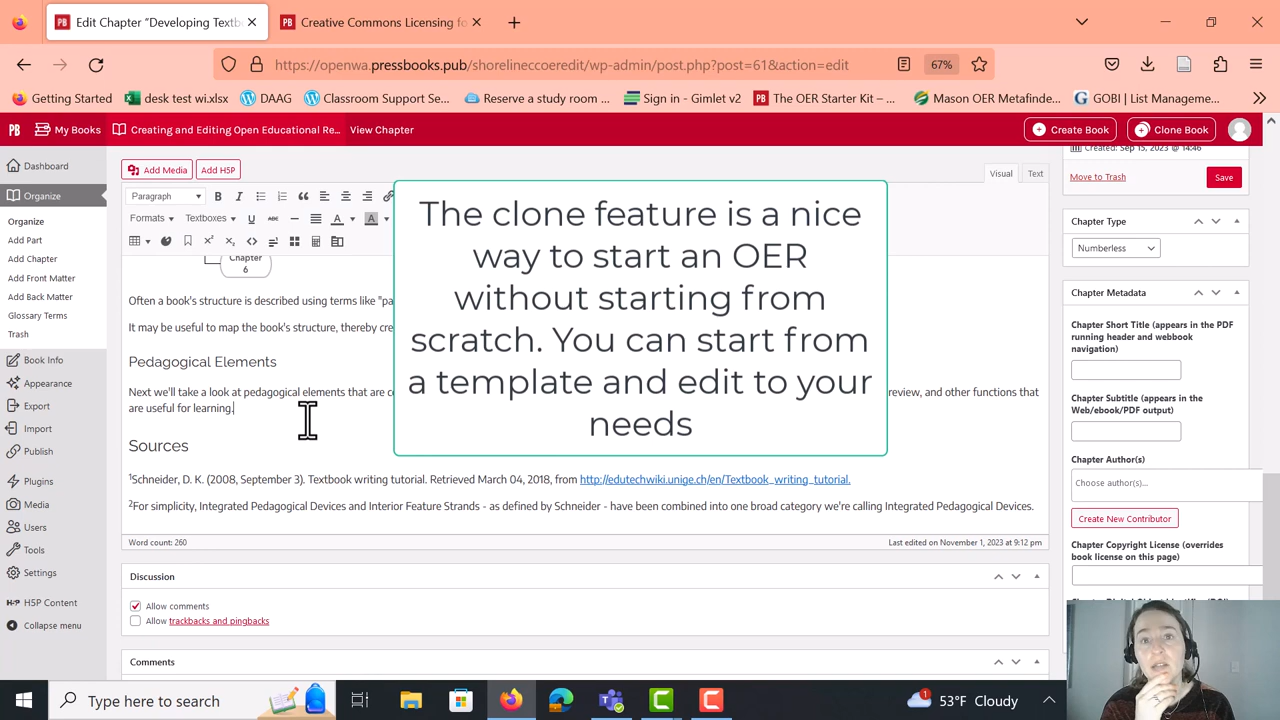 Edit Chapter “Developing Textb
Creative Commons Licensing fo
https://openwa.pressbooks.pub/shorelineccoeredit/wp-admin/post.php?post=61&action=edit
67%
Getting Started
desk test wi.xlsx
DAAG
Classroom Support Se...
Reserve a study room ...
Sign in - Gimlet v2
The OER Starter Kit – ...
Mason OER Metafinde...
GOBI | List Manageme...
My Books
Creating and Editing Open Educational Re...
View Chapter
Create Book
Clone Book
Dashboard
Organize
Organize
Add Part
Add Chapter
Add Front Matter
Add Back Matter
Glossary Terms
Trash
Book Info
Appearance
Export
Import
Publish
Plugins
Media
Users
Tools
Settings
H5P Content
Collapse menu
Add Media
Add H5P
Visual
Text
Paragraph
Formats
Textboxes
The clone feature is a nice
way to start an OER
without starting from
scratch. You can start from
a template and edit to your
needs
Chapter
6
Often a book's structure is described using terms like "pa
It may be useful to map the book's structure, thereby cre
Pedagogical Elements
Next we'll take a look at pedagogical elements that are c
review, and other functions that
are useful for learning.
Sources
¹Schneider, D. K. (2008, September 3). Textbook writing tutorial. Retrieved March 04, 2018, from http://edutechwiki.unige.ch/en/Textbook_writing_tutorial.
²For simplicity, Integrated Pedagogical Devices and Interior Feature Strands - as defined by Schneider - have been combined into one broad category we're calling Integrated Pedagogical Devices.
Word count: 260
Last edited on November 1, 2023 at 9:12 pm
Discussion
Allow comments
Allow trackbacks and pingbacks
Comments
Created: Sep 15, 2023 @ 14:46
Move to Trash
Save
Chapter Type
Numberless
Chapter Metadata
Chapter Short Title (appears in the PDF
running header and webbook
navigation)
Chapter Subtitle (appears in the
Web/ebook/PDF output)
Chapter Author(s)
Choose author(s)...
Create New Contributor
Chapter Copyright License (overrides
book license on this page)
Type here to search
53°F Cloudy